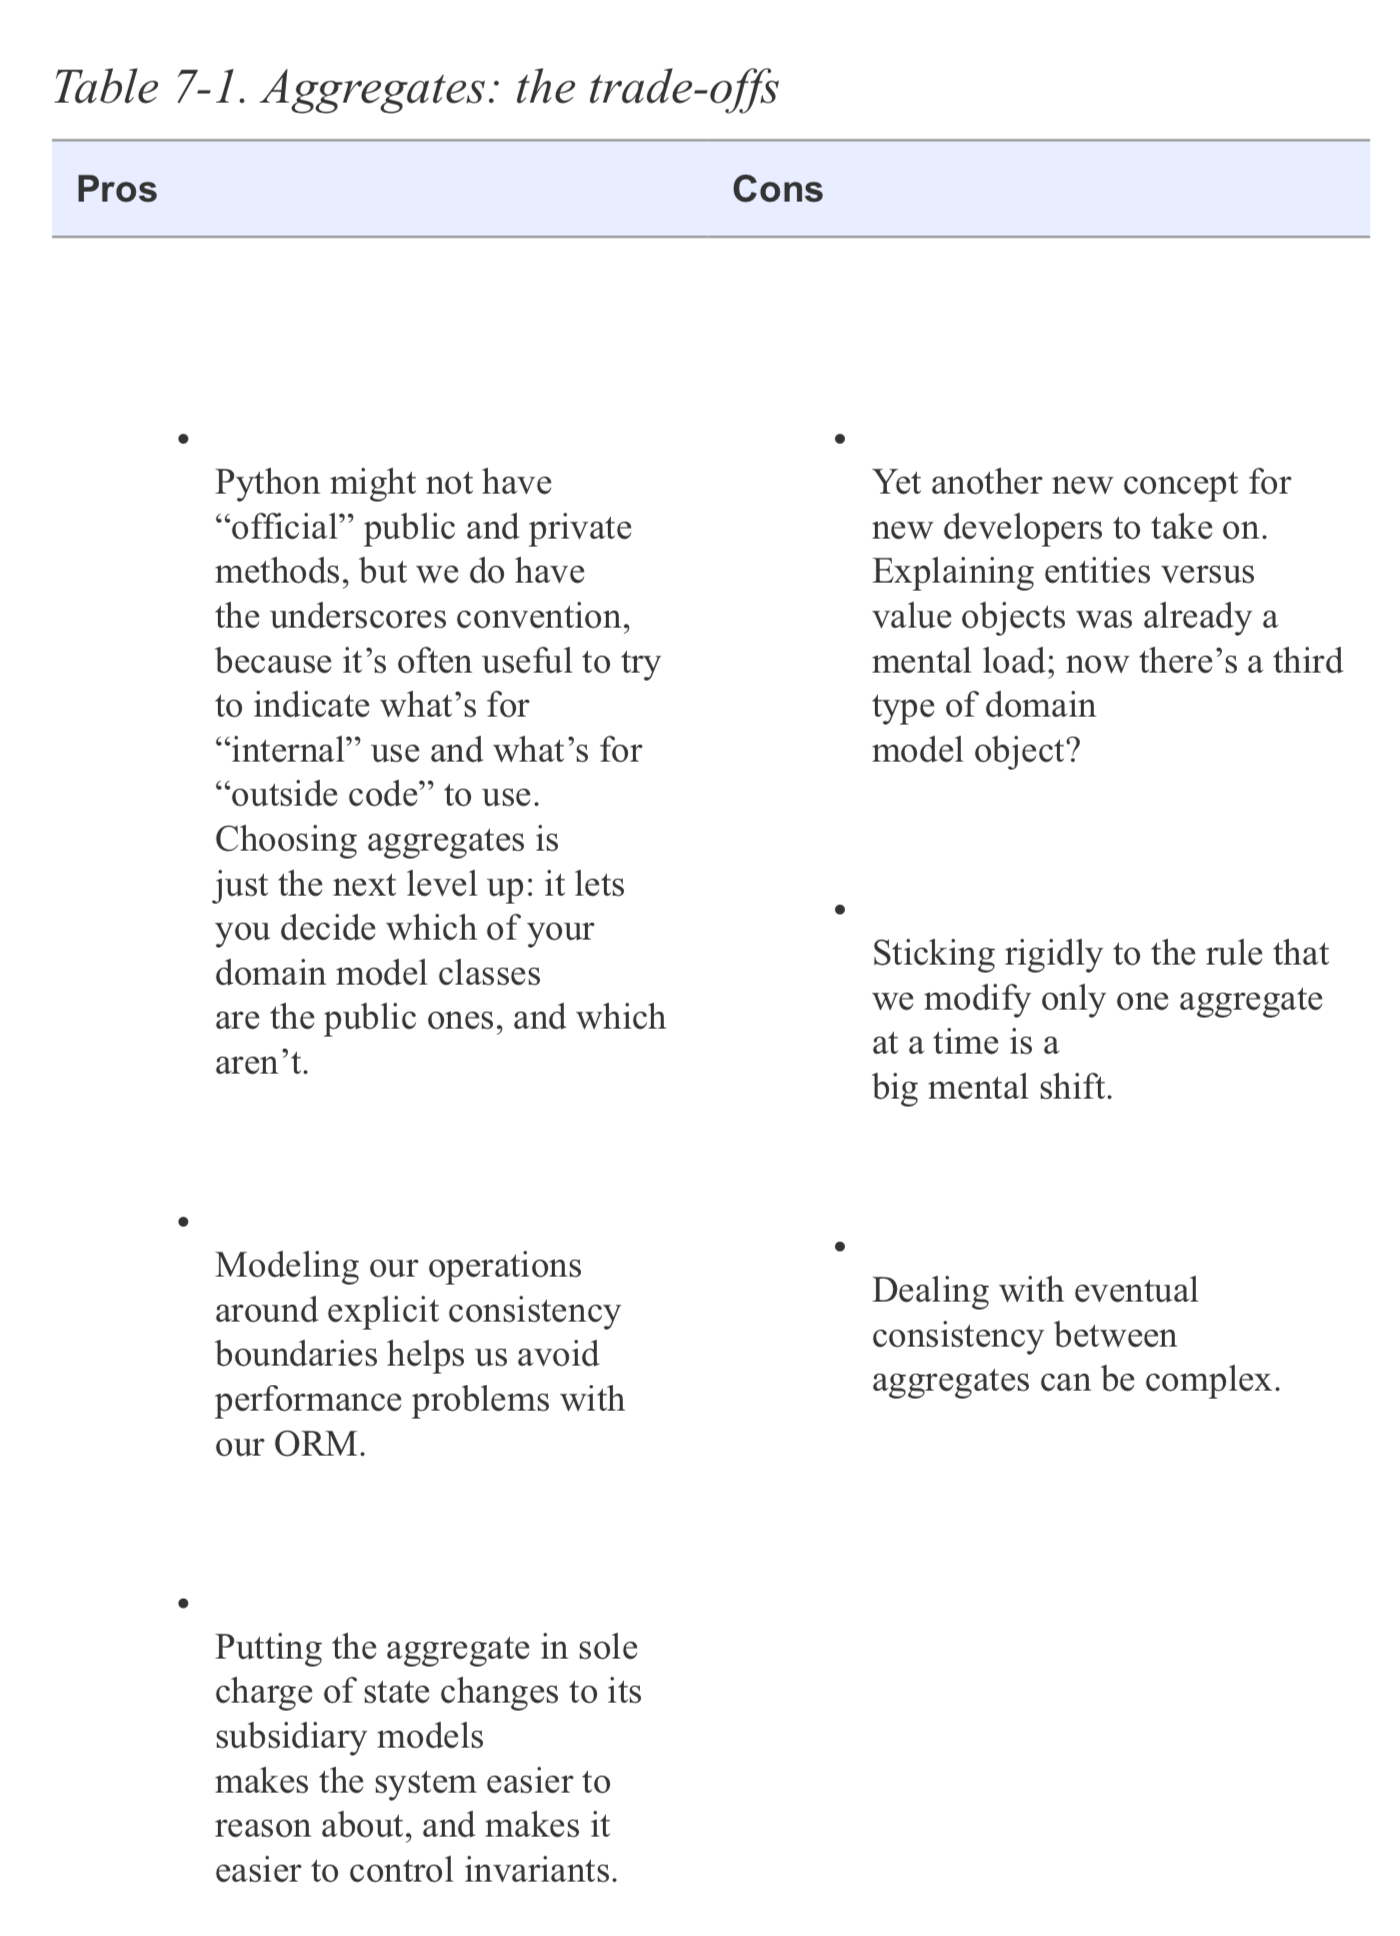 Table 7-1. Aggregates: the trade-offs
Pros
Cons
• 
Python might not have
“official” public and private
methods, but we do have
the underscores convention,
because it’s often useful to try
to indicate what’s for
“internal” use and what’s for
“outside code” to use.
Choosing aggregates is
just the next level up: it lets
you decide which of your
domain model classes
are the public ones, and which
aren’t.
• 
Modeling our operations
around explicit consistency
boundaries helps us avoid
performance problems with
our ORM.
• 
Putting the aggregate in sole
charge of state changes to its
subsidiary models
makes the system easier to
reason about, and makes it
easier to control invariants.
• 
Yet another new concept for
new developers to take on.
Explaining entities versus
value objects was already a
mental load; now there’s a third
type of domain
model object?
• 
Sticking rigidly to the rule that
we modify only one aggregate
at a time is a
big mental shift.
• 
Dealing with eventual
consistency between
aggregates can be complex.